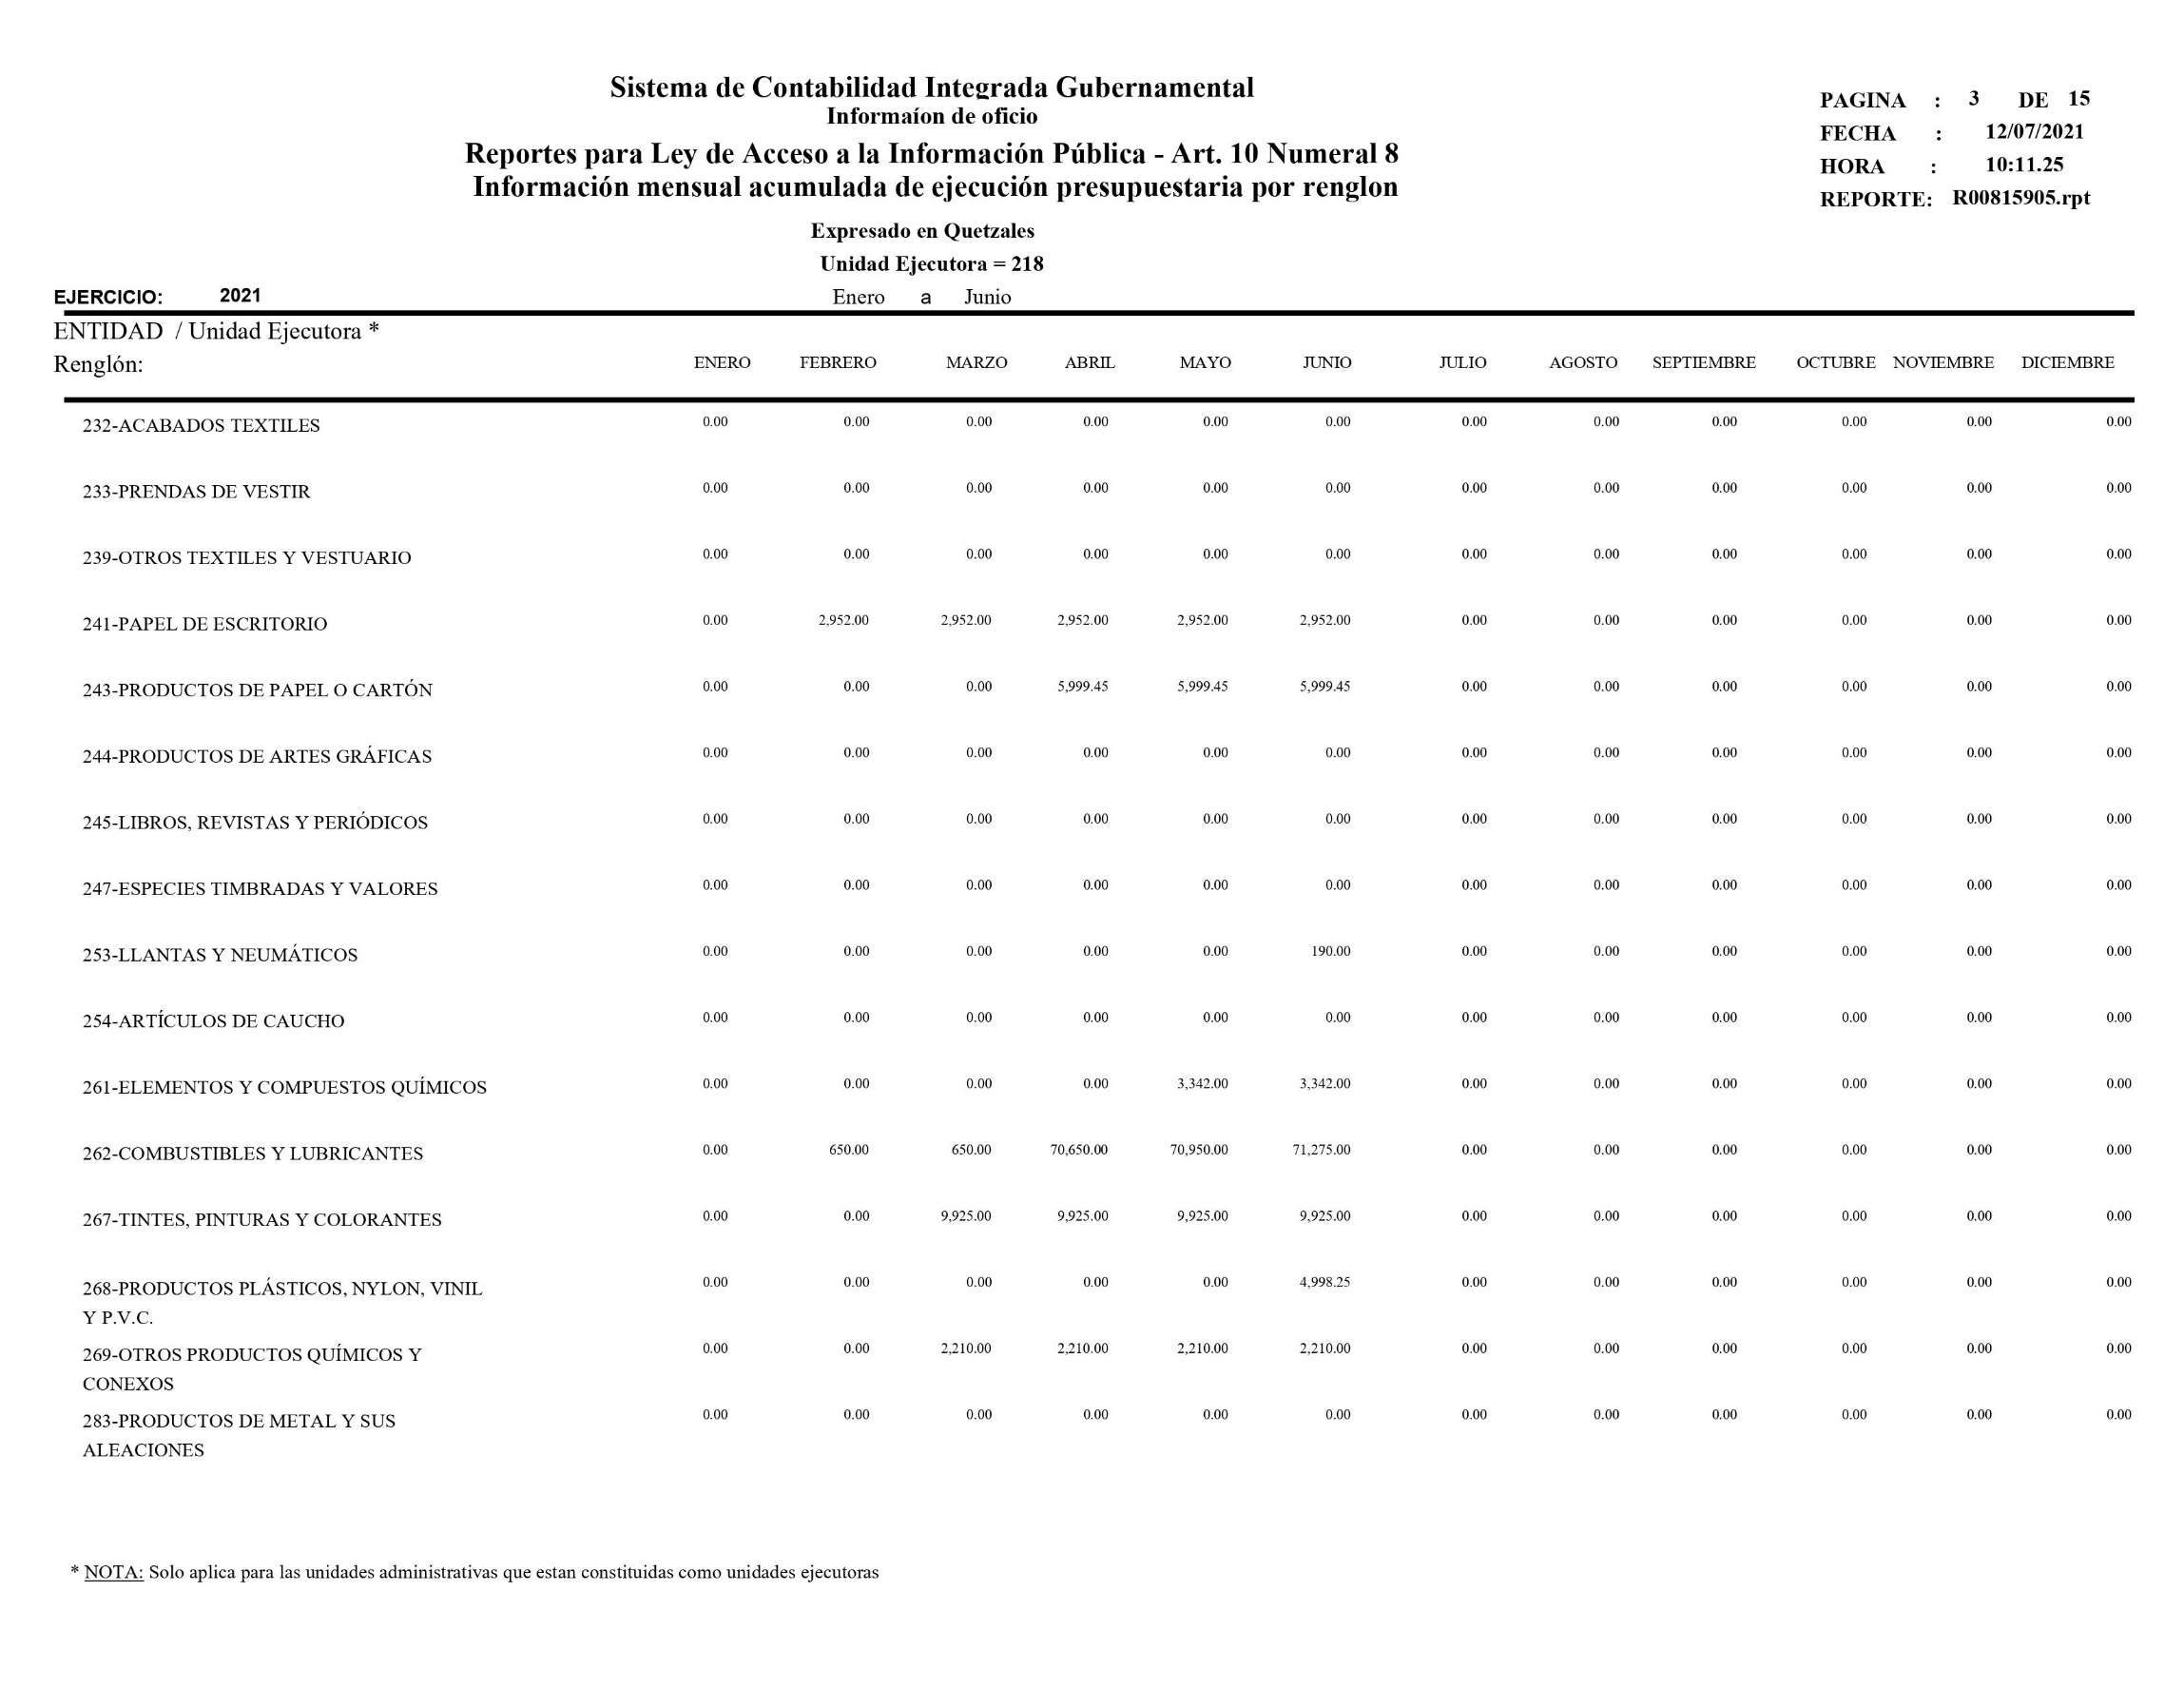 Sistema de Contabilidad Integrada Gubernamental
Informaíon de oficio
Reportes para Ley de Acceso a la Información Pública - Art. 10 Numeral 8
Información mensual acumulada de ejecución presupuestaria por renglon
Expresado en Quetzales
Unidad Ejecutora = 218
PAGINA : 3 DE 15
FECHA : 12/07/2021
HORA : 10:11.25
REPORTE: R00815905.rpt
EJERCICIO: 2021 Enero a Junio
ENTIDAD / Unidad Ejecutora *
Renglón: ENERO FEBRERO MARZO ABRIL MAYO JUNIO JULIO AGOSTO SEPTIEMBRE OCTUBRE NOVIEMBRE DICIEMBRE
232-ACABADOS TEXTILES 0.00 0.00 0.00 0.00 0.00 0.00 0.00 0.00 0.00 0.00 0.00 0.00
233-PRENDAS DE VESTIR 0.00 0.00 0.00 0.00 0.00 0.00 0.00 0.00 0.00 0.00 0.00 0.00
239-OTROS TEXTILES Y VESTUARIO 0.00 0.00 0.00 0.00 0.00 0.00 0.00 0.00 0.00 0.00 0.00 0.00
241-PAPEL DE ESCRITORIO 0.00 2,952.00 2,952.00 2,952.00 2,952.00 2,952.00 0.00 0.00 0.00 0.00 0.00 0.00
243-PRODUCTOS DE PAPEL O CARTÓN 0.00 0.00 0.00 5,999.45 5,999.45 5,999.45 0.00 0.00 0.00 0.00 0.00 0.00
244-PRODUCTOS DE ARTES GRÁFICAS 0.00 0.00 0.00 0.00 0.00 0.00 0.00 0.00 0.00 0.00 0.00 0.00
245-LIBROS, REVISTAS Y PERIÓDICOS 0.00 0.00 0.00 0.00 0.00 0.00 0.00 0.00 0.00 0.00 0.00 0.00
247-ESPECIES TIMBRADAS Y VALORES 0.00 0.00 0.00 0.00 0.00 0.00 0.00 0.00 0.00 0.00 0.00 0.00
253-LLANTAS Y NEUMÁTICOS 0.00 0.00 0.00 0.00 0.00 190.00 0.00 0.00 0.00 0.00 0.00 0.00
254-ARTÍCULOS DE CAUCHO 0.00 0.00 0.00 0.00 0.00 0.00 0.00 0.00 0.00 0.00 0.00 0.00
261-ELEMENTOS Y COMPUESTOS QUÍMICOS 0.00 0.00 0.00 0.00 3,342.00 3,342.00 0.00 0.00 0.00 0.00 0.00 0.00
262-COMBUSTIBLES Y LUBRICANTES 0.00 650.00 650.00 70,650.00 70,950.00 71,275.00 0.00 0.00 0.00 0.00 0.00 0.00
267-TINTES, PINTURAS Y COLORANTES 0.00 0.00 9,925.00 9,925.00 9,925.00 9,925.00 0.00 0.00 0.00 0.00 0.00 0.00
268-PRODUCTOS PLÁSTICOS, NYLON, VINIL 0.00 0.00 0.00 0.00 0.00 4,998.25 0.00 0.00 0.00 0.00 0.00 0.00
Y P.V.C.
269-OTROS PRODUCTOS QUÍMICOS Y 0.00 0.00 2,210.00 2,210.00 2,210.00 2,210.00 0.00 0.00 0.00 0.00 0.00 0.00
CONEXOS
283-PRODUCTOS DE METAL Y SUS 0.00 0.00 0.00 0.00 0.00 0.00 0.00 0.00 0.00 0.00 0.00 0.00
ALEACIONES
* NOTA: Solo aplica para las unidades administrativas que estan constituidas como unidades ejecutoras